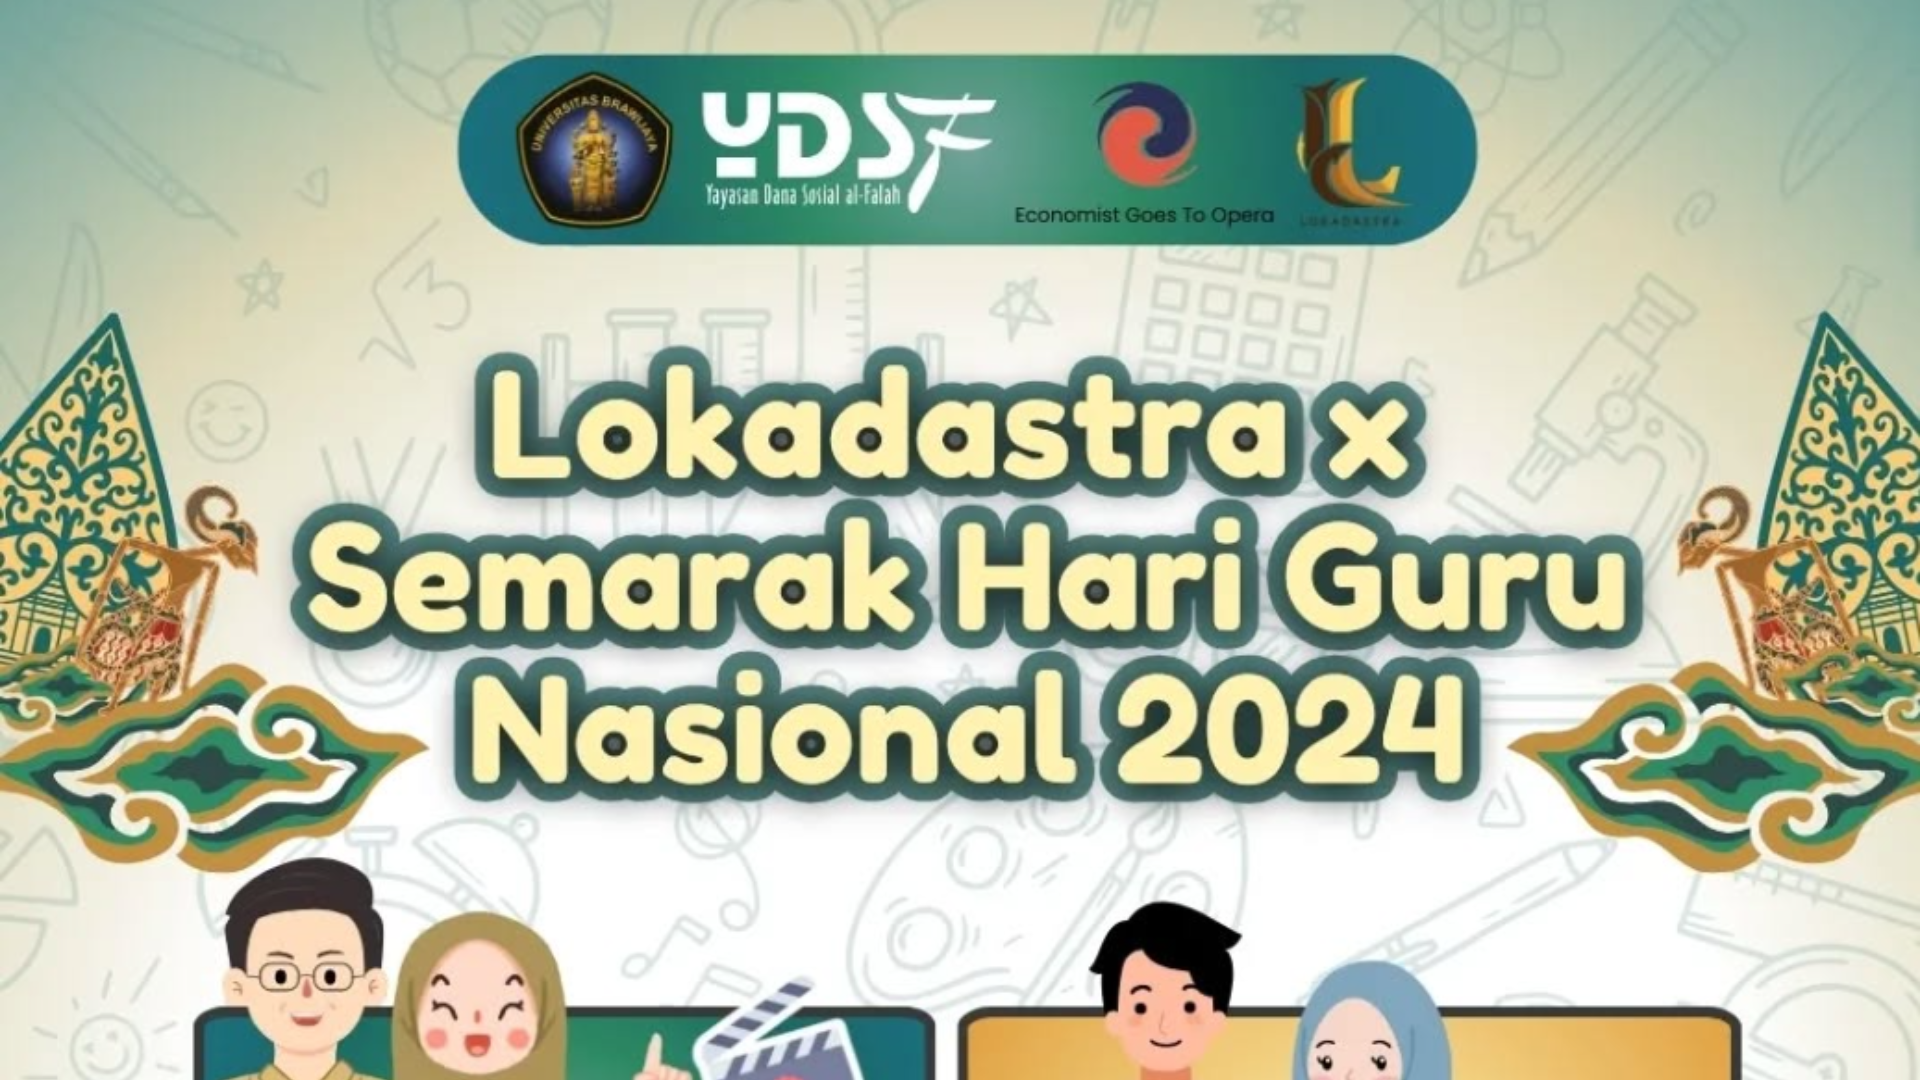 UNIVERSITAS BRAWIJAYA
YDSF
Yayasan Dana Sosial al-Falah
Economist Goes To Opera
LOKADASTRA
√3
Lokadastra x
Semarak Hari Guru
Nasional 2024